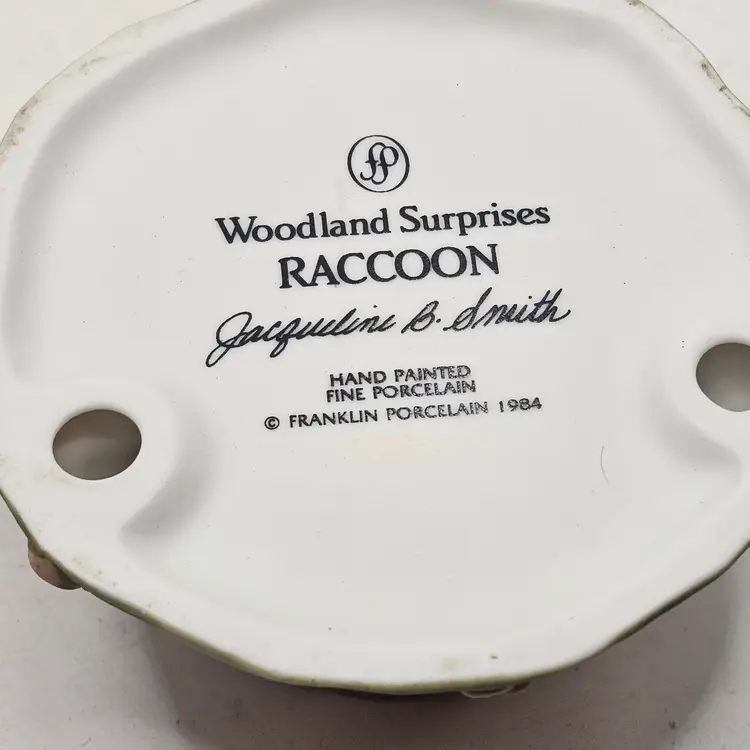 fp
Woodland Surprises
RACCOON
Jacqueline B. Smith
HAND PAINTED
FINE PORCELAIN
© FRANKLIN PORCELAIN 1984